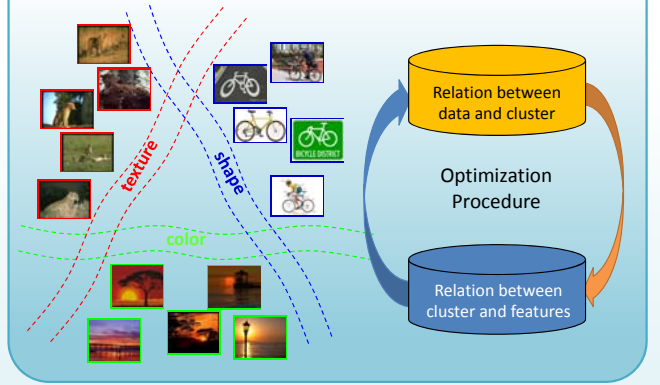 texture
shape
color
BICYCLE DISTRICT
Relation between
data and cluster
Optimization
Procedure
Relation between
cluster and features